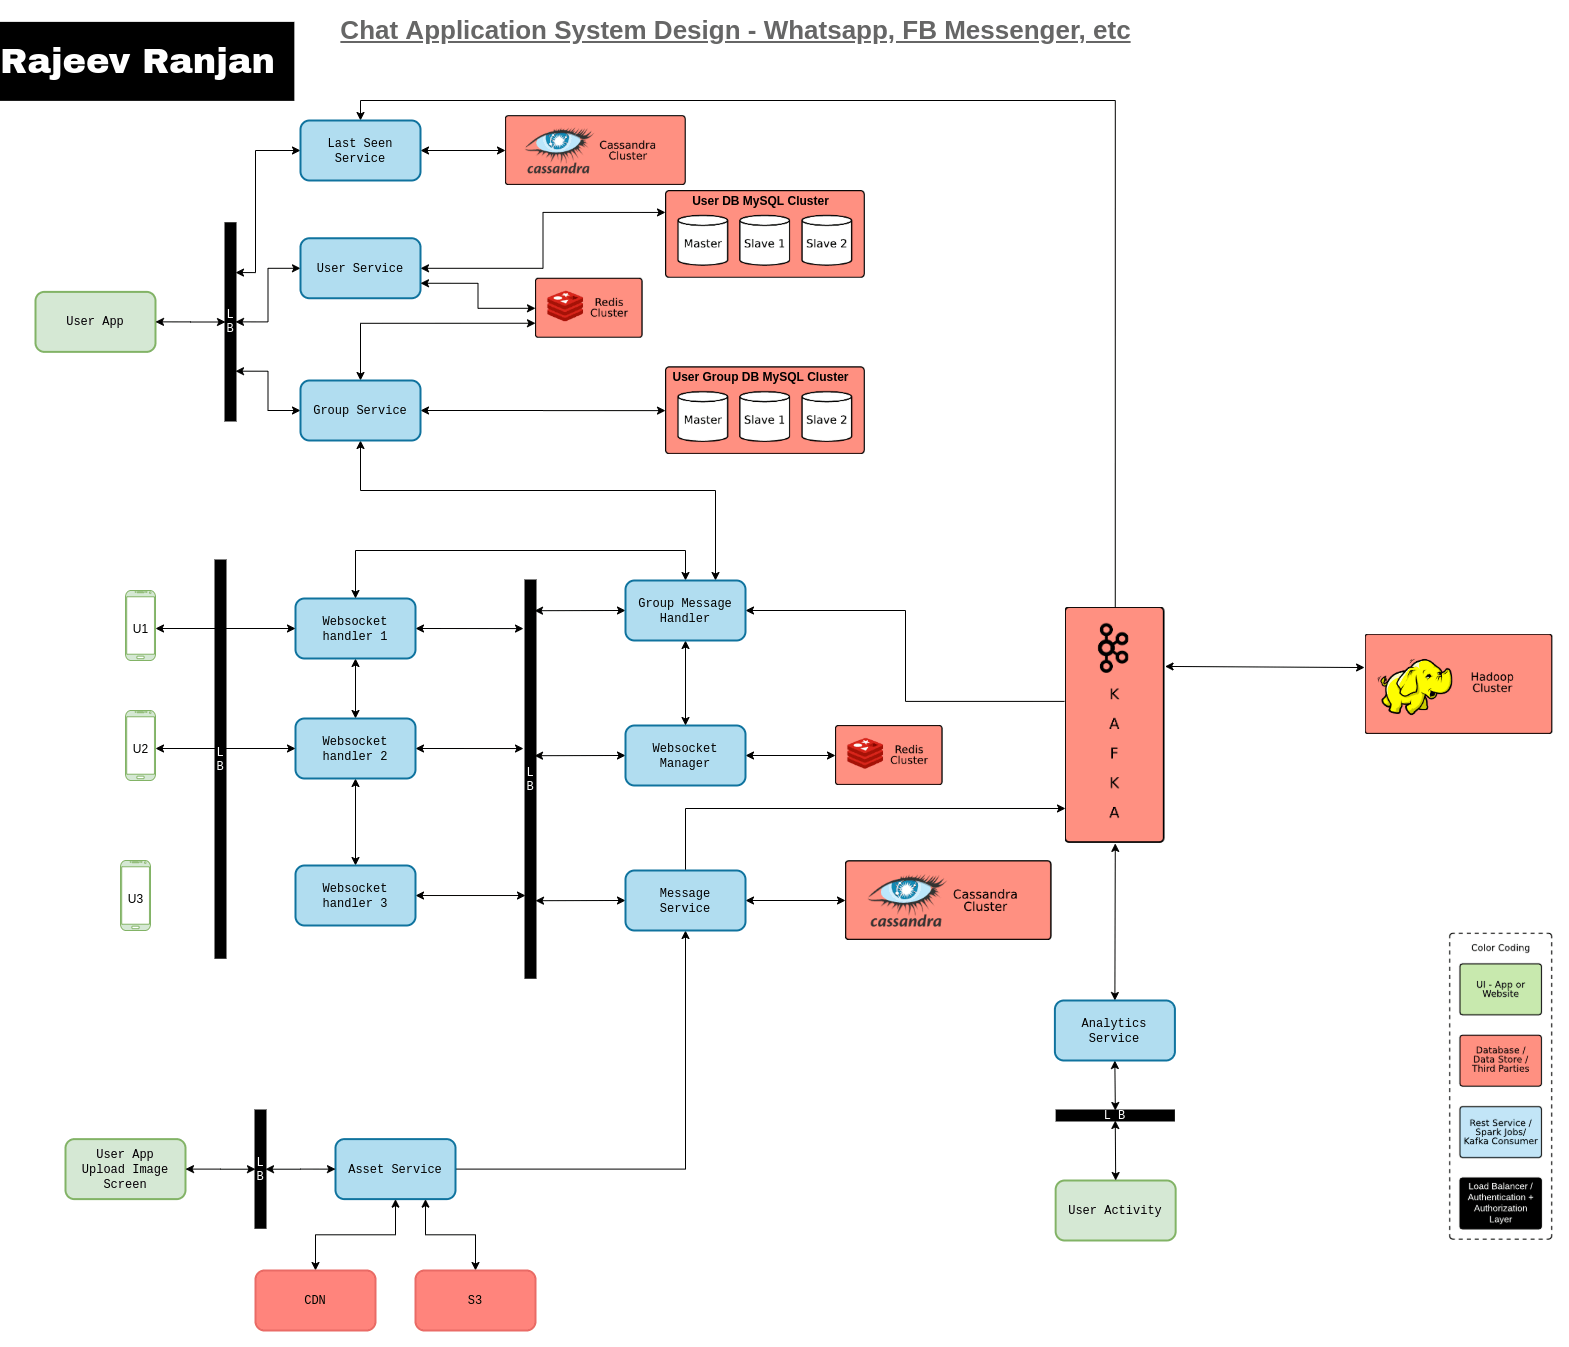 Chat Application System Design - Whatsapp, FB Messenger, etc
Rajeev Ranjan
Last Seen
Service
cassandra
Cassandra
Cluster
User DB MySQL Cluster
Master
Slave 1
Slave 2
User Service
User App
L
B
Redis
Cluster
User Group DB MySQL Cluster
Master
Slave 1
Slave 2
Group Service
Group Message
Handler
U1
Websocket
handler 1
K
A
F
K
A
Hadoop
Cluster
U2
L
B
Websocket
handler 2
L
B
Websocket
Manager
Redis
Cluster
U3
Websocket
handler 3
Message
Service
cassandra
Cassandra
Cluster
Color Coding
UI - App or
Website
Database /
Data Store /
Third Parties
Rest Service /
Spark Jobs/
Kafka Consumer
Load Balancer /
Authentication +
Authorization
Layer
Analytics
Service
L B
User Activity
User App
Upload Image
Screen
L
B
Asset Service
CDN
S3